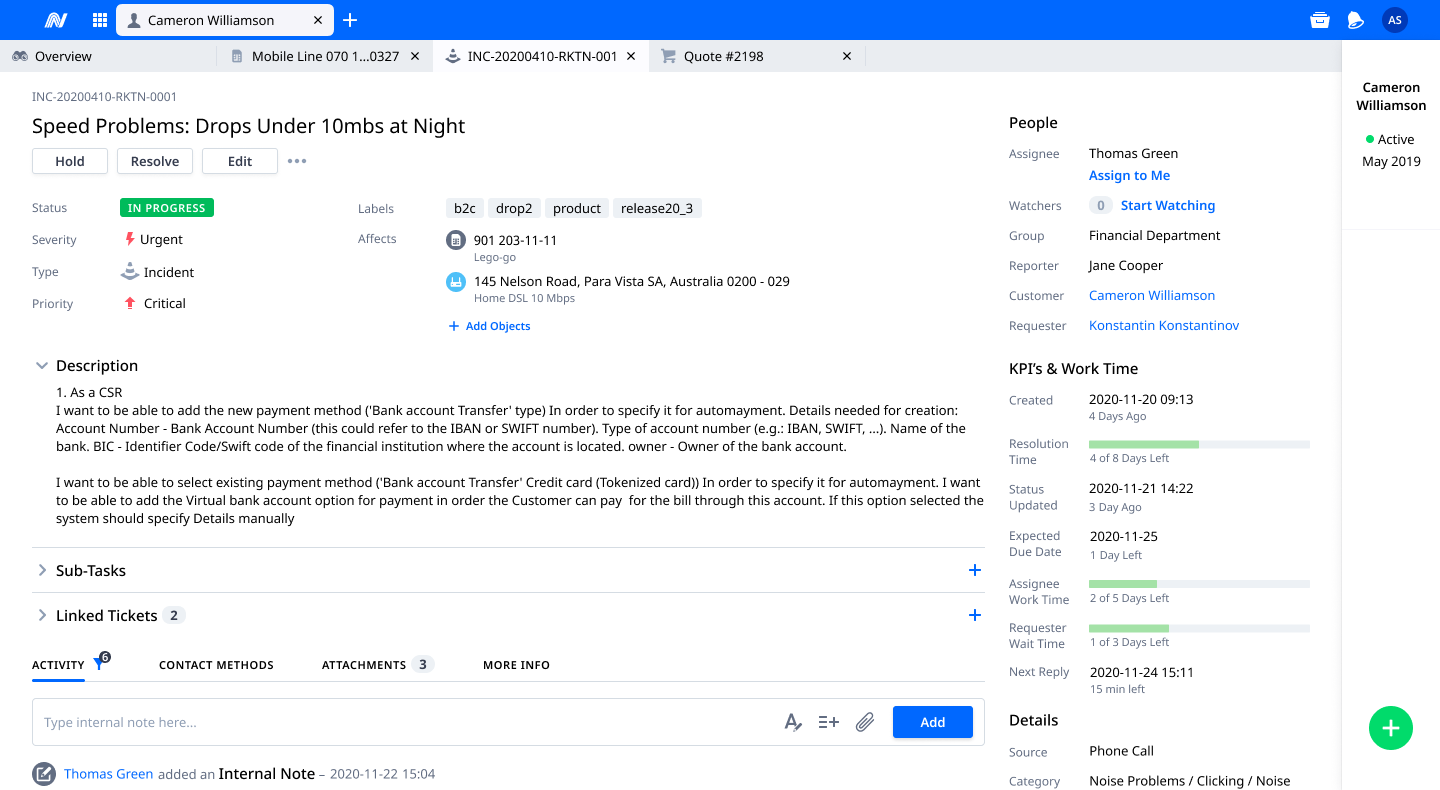 Cameron Williamson
AS
Overview
Mobile Line 070 1...0327
INC-20200410-RKTN-001
Quote #2198
INC-20200410-RKTN-0001
Speed Problems: Drops Under 10mbs at Night
Hold
Resolve
Edit
Status
IN PROGRESS
Severity
Urgent
Type
Incident
Priority
Critical
Labels
b2c
drop2
product
release20_3
Affects
901 203-11-11
Lego-go
145 Nelson Road, Para Vista SA, Australia 0200 - 029
Home DSL 10 Mbps
Add Objects
Description
1. As a CSR
I want to be able to add the new payment method ('Bank account Transfer' type) In order to specify it for automayment. Details needed for creation:
Account Number - Bank Account Number (this could refer to the IBAN or SWIFT number). Type of account number (e.g.: IBAN, SWIFT, ...). Name of the
bank. BIC - Identifier Code/Swift code of the financial institution where the account is located. owner - Owner of the bank account.
I want to be able to select existing payment method ('Bank account Transfer' Credit card (Tokenized card)) In order to specify it for automayment. I want
to be able to add the Virtual bank account option for payment in order the Customer can pay  for the bill through this account. If this option selected the
system should specify Details manually
Sub-Tasks
Linked Tickets 2
ACTIVITY 6
CONTACT METHODS
ATTACHMENTS 3
MORE INFO
Type internal note here...
Add
Thomas Green added an Internal Note – 2020-11-22 15:04
People
Assignee
Thomas Green
Assign to Me
Watchers
0 Start Watching
Group
Financial Department
Reporter
Jane Cooper
Customer
Cameron Williamson
Requester
Konstantin Konstantinov
KPI's & Work Time
Created
2020-11-20 09:13
4 Days Ago
Resolution
Time
4 of 8 Days Left
Status
Updated
2020-11-21 14:22
3 Day Ago
Expected
Due Date
2020-11-25
1 Day Left
Assignee
Work Time
2 of 5 Days Left
Requester
Wait Time
1 of 3 Days Left
Next Reply
2020-11-24 15:11
15 min left
Details
Source
Phone Call
Category
Noise Problems / Clicking / Noise
Cameron
Williamson
Active
May 2019